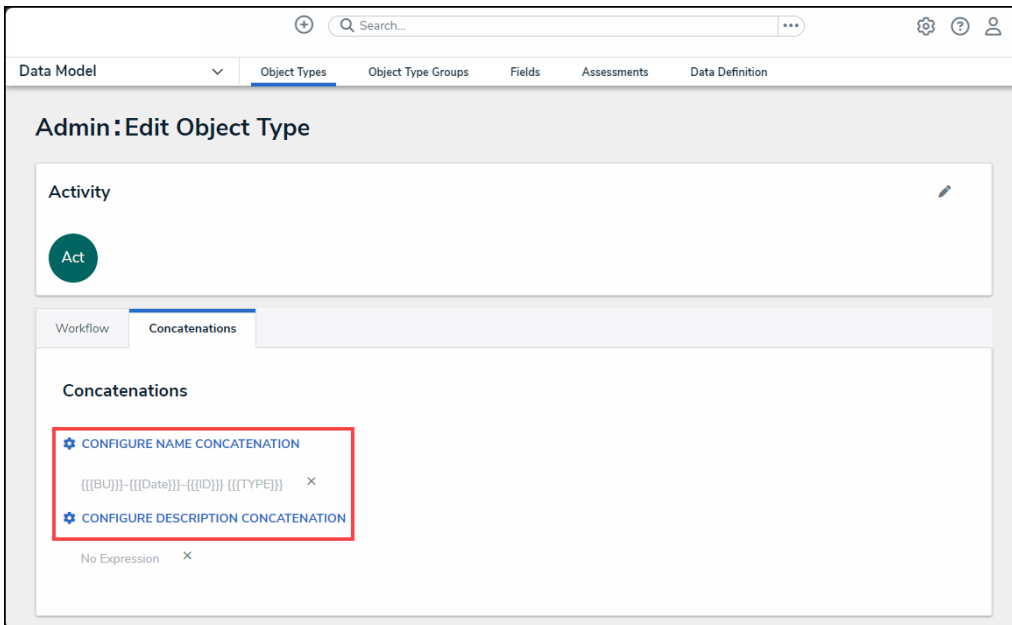 Search...
Data Model
Object Types
Object Type Groups
Fields
Assessments
Data Definition
Admin:Edit Object Type
Activity
Act
Workflow
Concatenations
Concatenations
CONFIGURE NAME CONCATENATION
{{{BU}}}-{{{Date}}}-{{{ID}}} {{{TYPE}}}
CONFIGURE DESCRIPTION CONCATENATION
No Expression